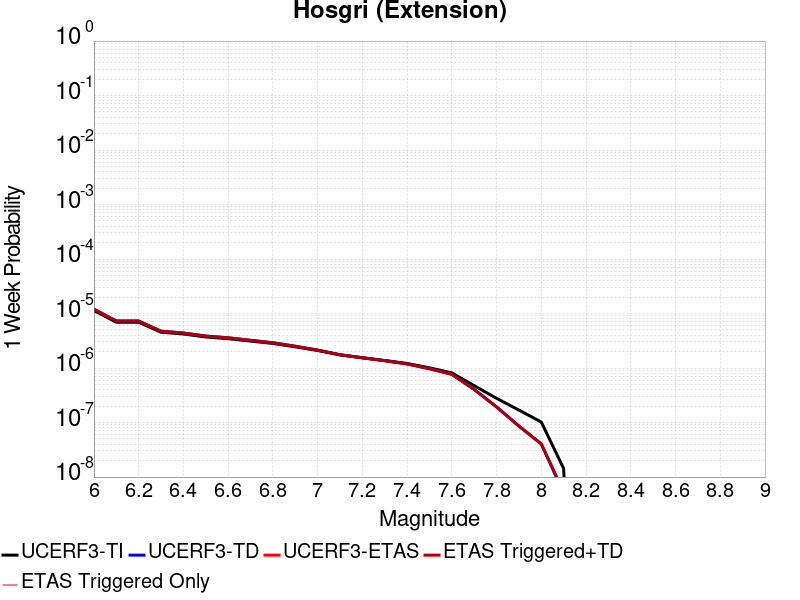 Hosgri (Extension)
10^0
10^-1
10^-2
10^-3
10^-4
10^-5
10^-6
10^-7
10^-8
1 Week Probability
6 6.2 6.4 6.6 6.8 7 7.2 7.4 7.6 7.8 8 8.2 8.4 8.6 8.8 9
Magnitude
UCERF3-TI UCERF3-TD UCERF3-ETAS ETAS Triggered+TD
ETAS Triggered Only